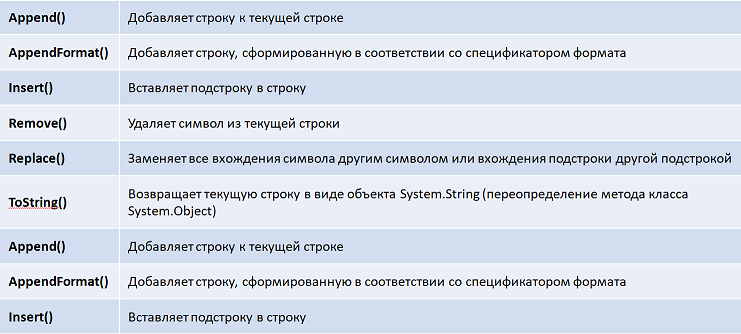 Append() Добавляет строку к текущей строке
AppendFormat() Добавляет строку, сформированную в соответствии со спецификатором формата
Insert() Вставляет подстроку в строку
Remove() Удаляет символ из текущей строки
Replace() Заменяет все вхождения символа другим символом или вхождения подстроки другой подстрокой
ToString() Возвращает текущую строку в виде объекта System.String (переопределение метода класса
System.Object)
Append() Добавляет строку к текущей строке
AppendFormat() Добавляет строку, сформированную в соответствии со спецификатором формата
Insert() Вставляет подстроку в строку